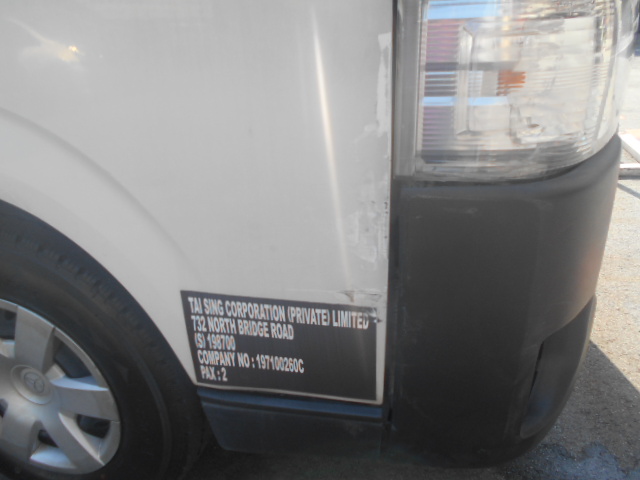 TAI SING CORPORATION (PRIVATE) LIMITED
732 NORTH BRIDGE ROAD
(S) 198700
COMPANY NO : 197100260C
PAX : 2